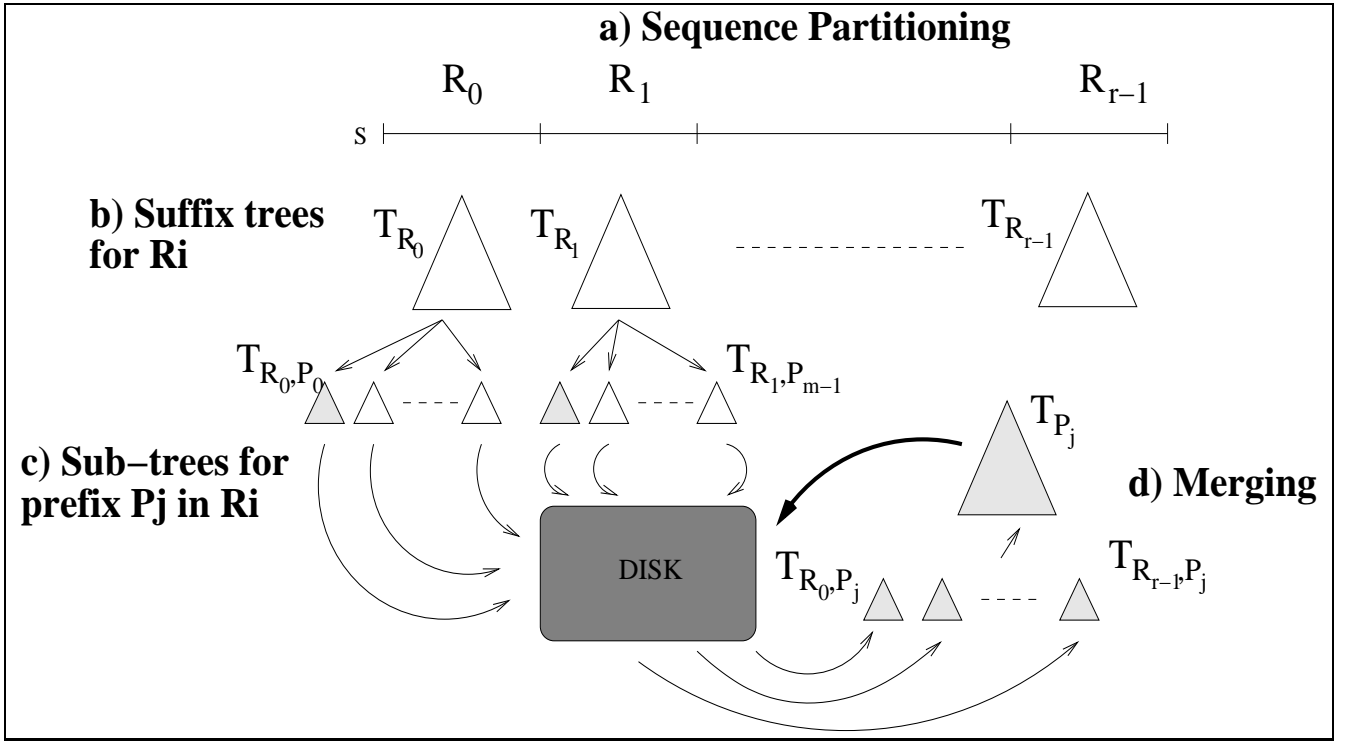 a) Sequence Partitioning
R0 R1 Rr−1
S
b) Suffix trees
for Ri
TR0 TR1 TRr−1
TR0,P0 TR1,Pm−1
c) Sub−trees for
prefix Pj in Ri
TPj
d) Merging
DISK
TR0,Pj TRr−1,Pj